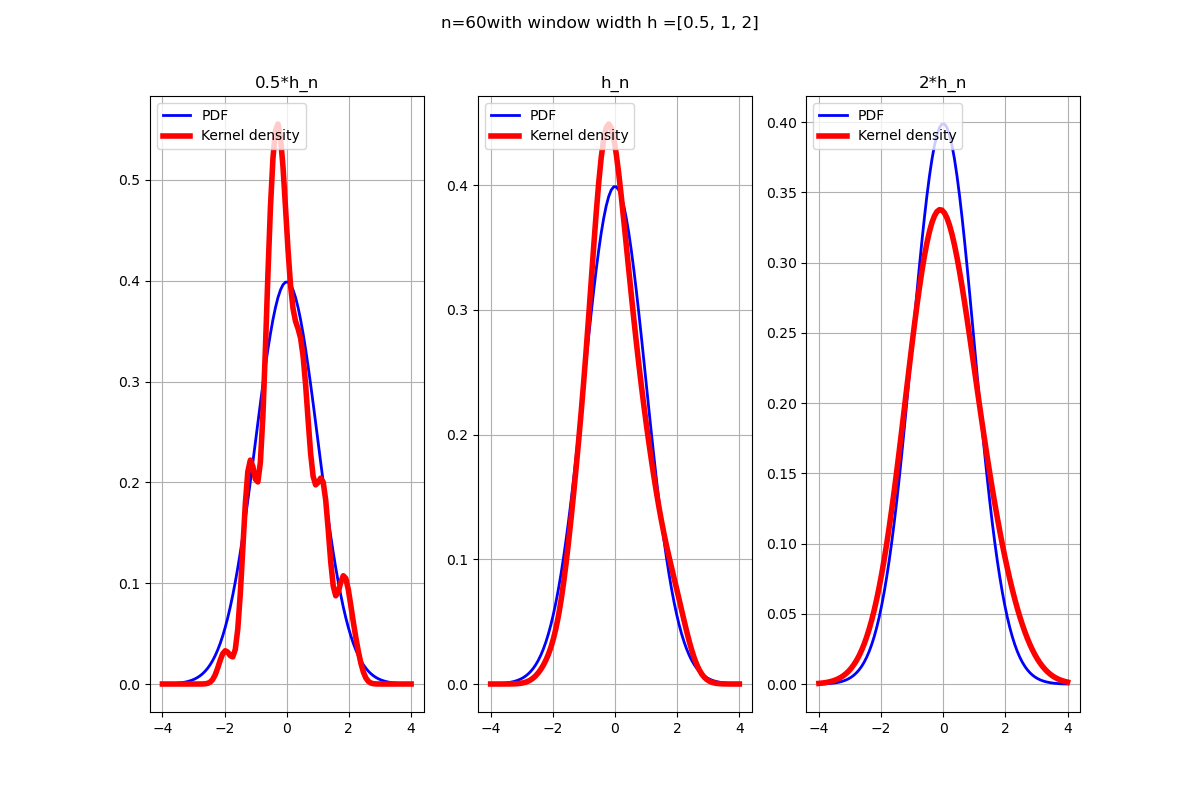 n=60with window width h =[0.5, 1, 2]
0.5*h_n
PDF
Kernel density
0.5
0.4
0.3
0.2
0.1
0.0
−4 −2 0 2 4
h_n
PDF
Kernel density
0.4
0.3
0.2
0.1
0.0
−4 −2 0 2 4
2*h_n
PDF
Kernel density
0.40
0.35
0.30
0.25
0.20
0.15
0.10
0.05
0.00
−4 −2 0 2 4